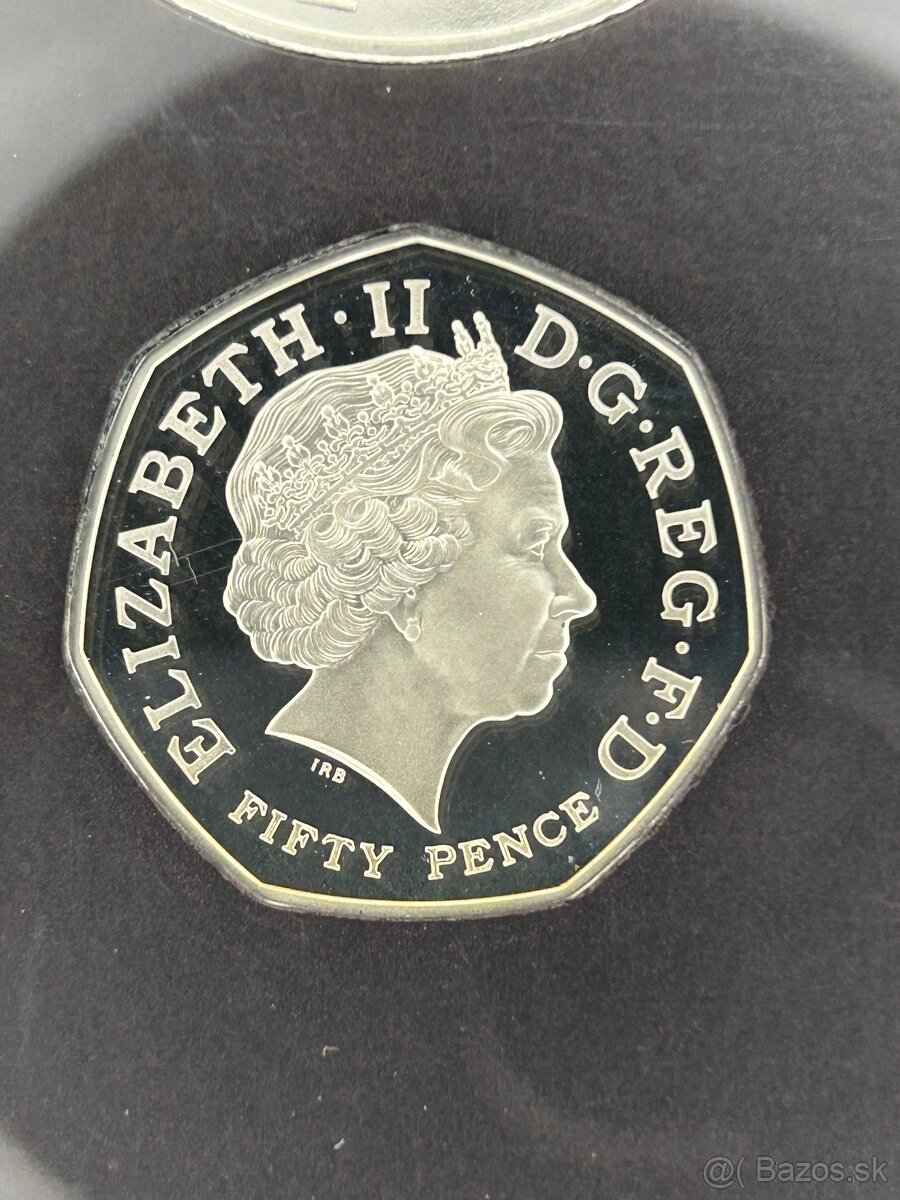 ELIZABETH · II D · G · REG · F · D
FIFTY PENCE
IRB
@( Bazos.sk